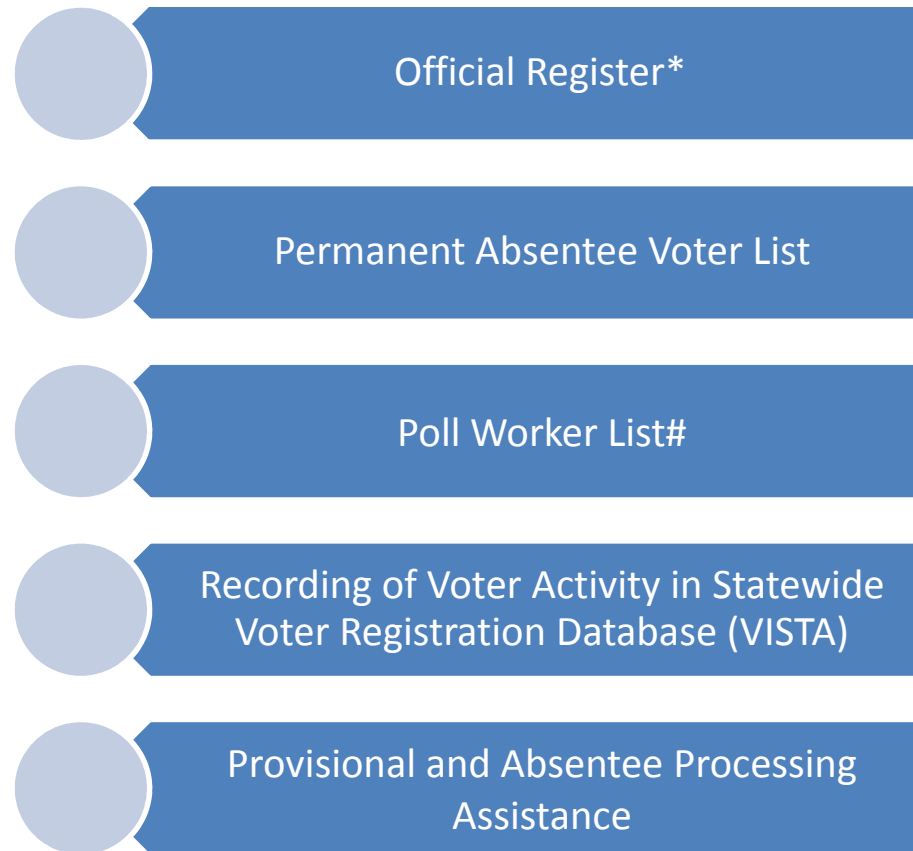 Official Register*
Permanent Absentee Voter List
Poll Worker List#
Recording of Voter Activity in Statewide
Voter Registration Database (VISTA)
Provisional and Absentee Processing
Assistance